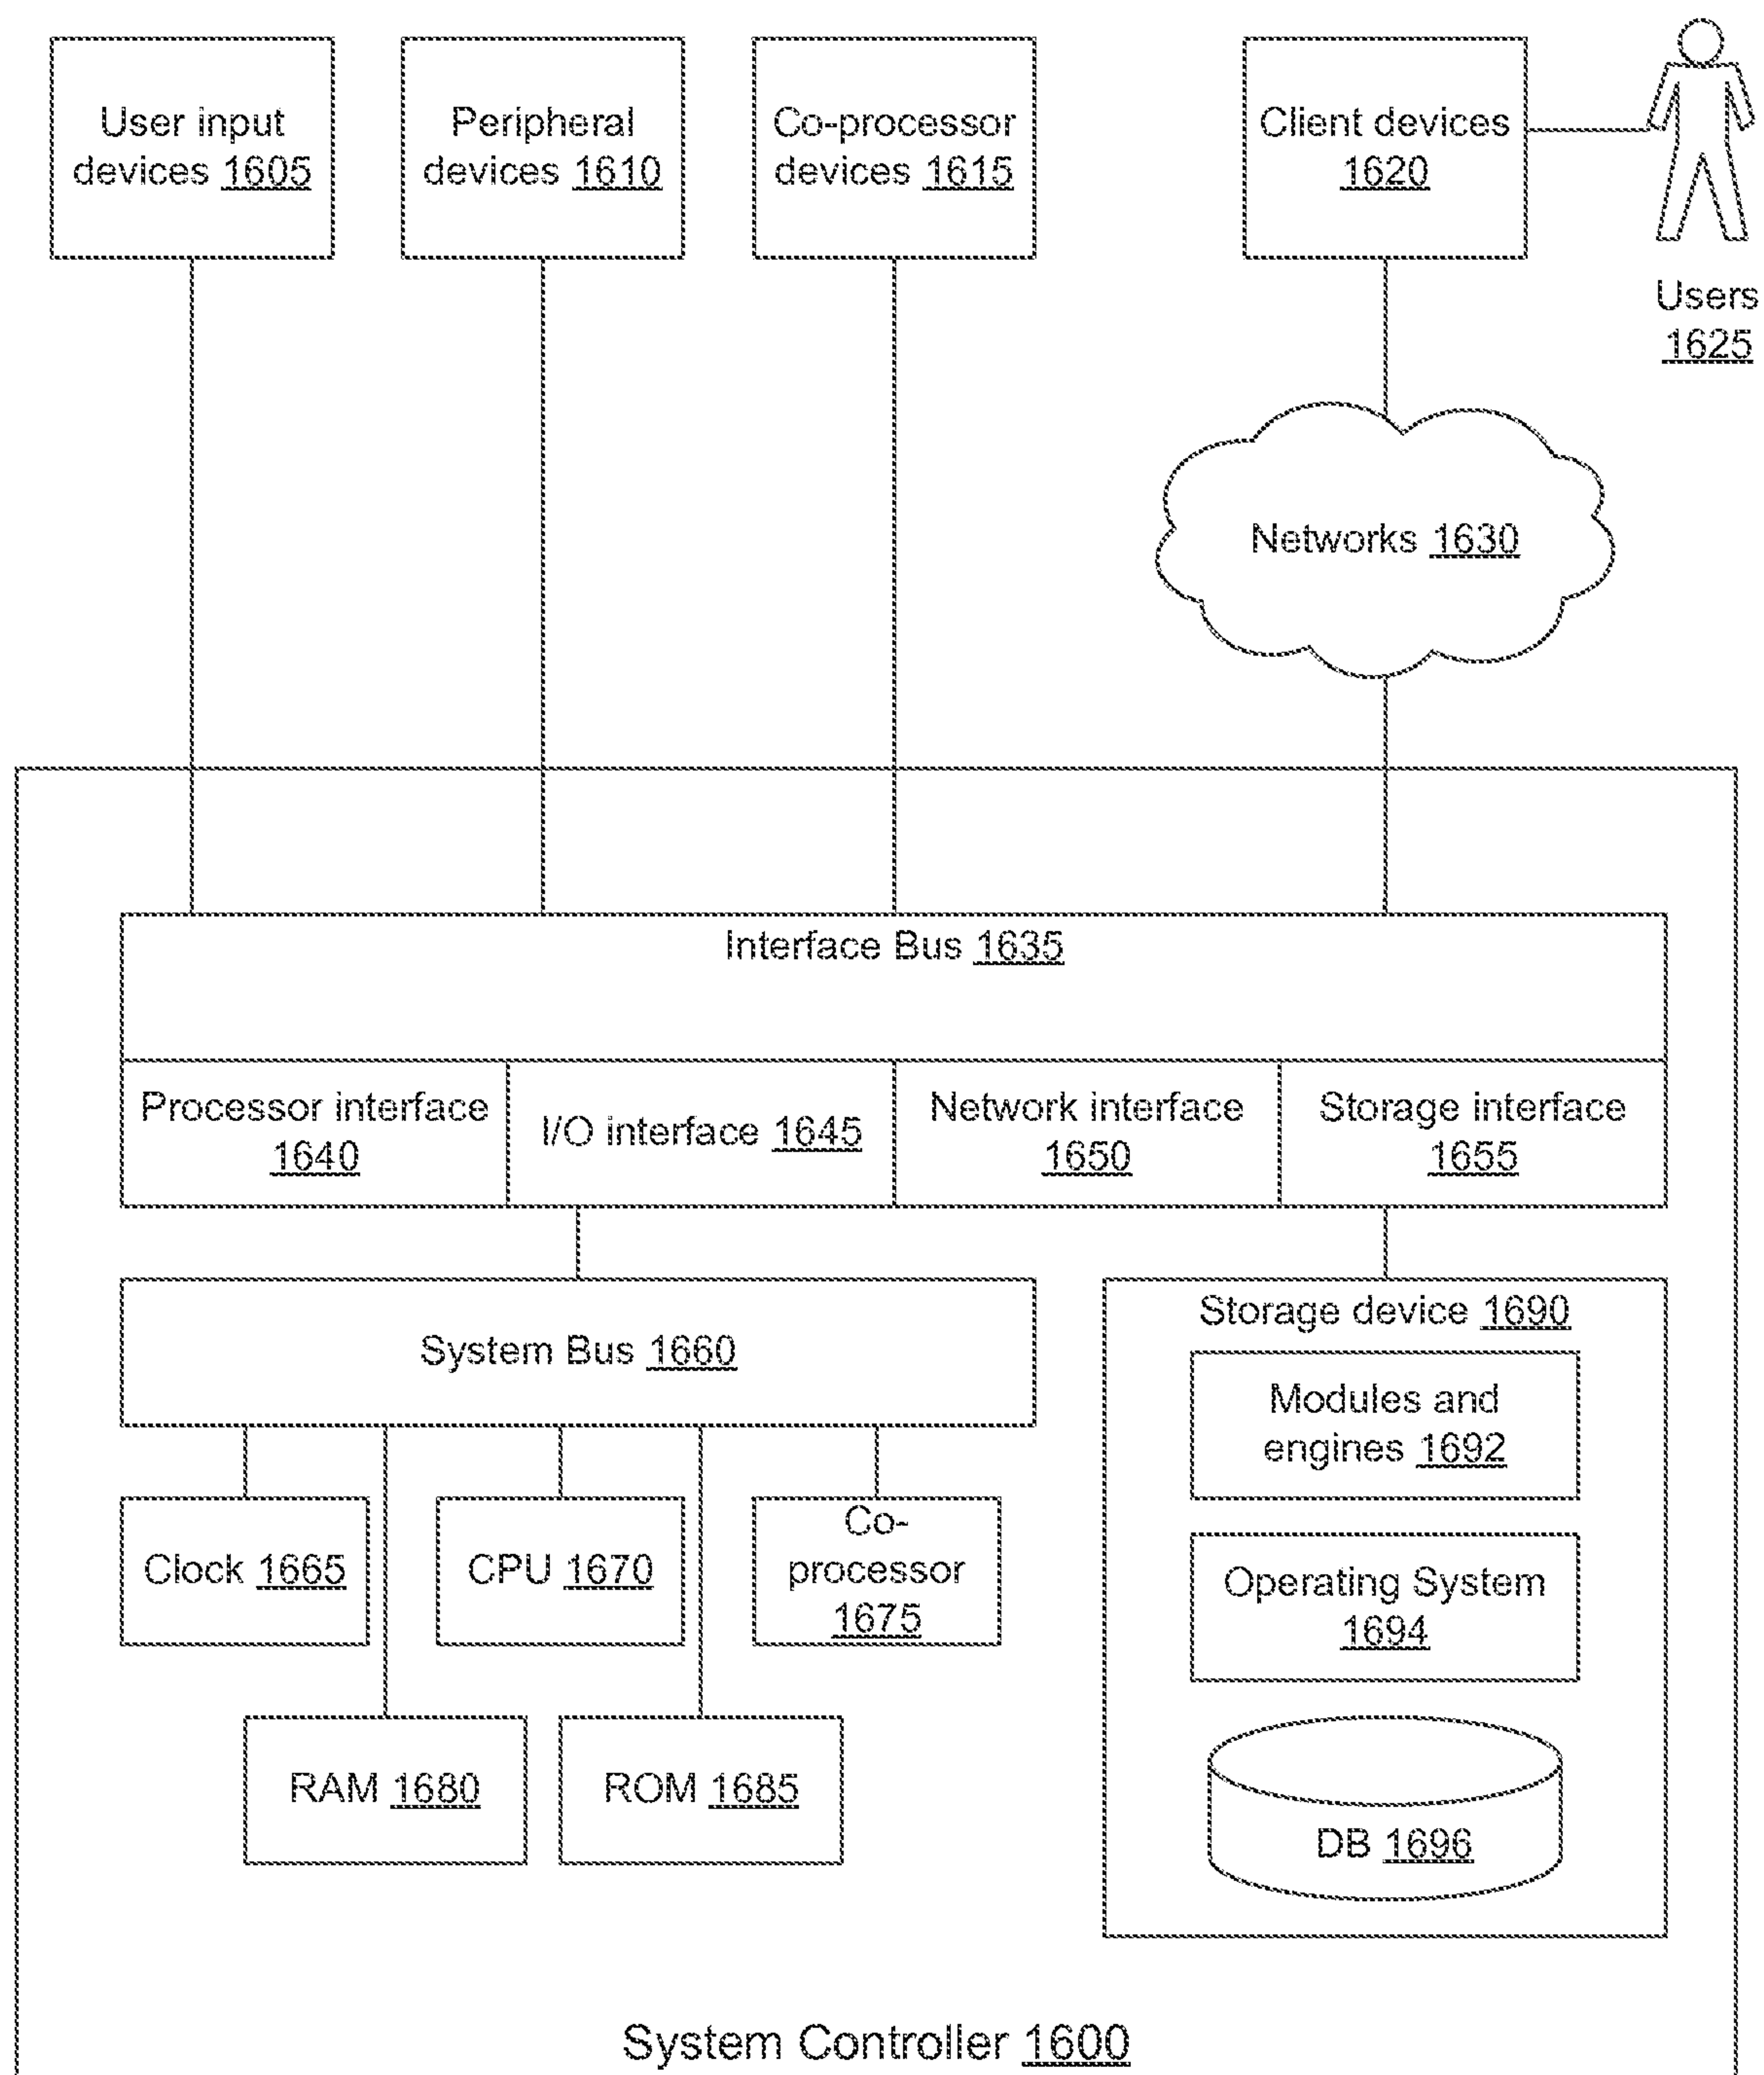 User input
devices 1605
Peripheral
devices 1610
Co-processor
devices 1615
Client devices
1620
Users
1625
Networks 1630
Interface Bus 1635
Processor interface
1640
I/O interface 1645
Network interface
1650
Storage interface
1655
System Bus 1660
Storage device 1690
Modules and
engines 1692
Clock 1665
CPU 1670
Co-
processor
1675
Operating System
1694
RAM 1680
ROM 1685
DB 1696
System Controller 1600